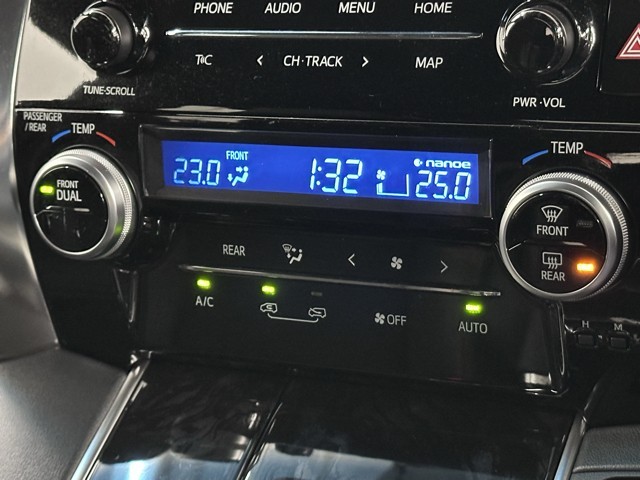 PHONE AUDIO MENU HOME
TUNE·SCROLL
T&C < CH·TRACK > MAP
PWR·VOL
PASSENGER
/REAR
TEMP
FRONT
DUAL
FRONT
23.0 1:32 nanoe 25.0
TEMP
FRONT
REAR
REAR < >
A/C OFF AUTO
H M